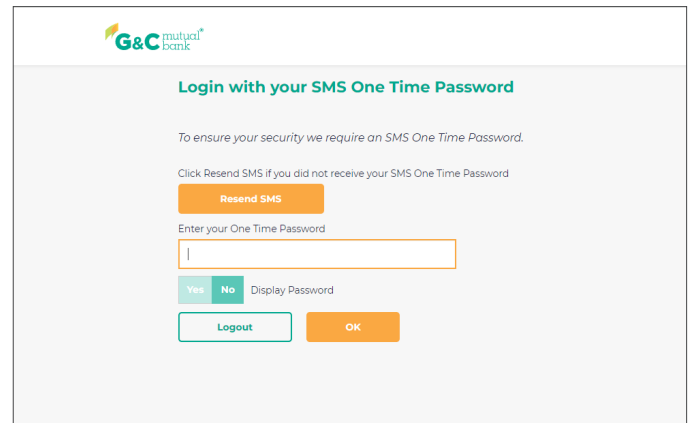 G&C mutual
bank
Login with your SMS One Time Password
To ensure your security we require an SMS One Time Password.
Click Resend SMS if you did not receive your SMS One Time Password
Resend SMS
Enter your One Time Password
Yes No Display Password
Logout OK